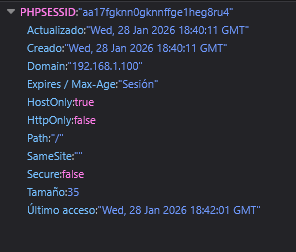 PHPSESSID:"aa17fgknn0gknnffge1heg8ru4"
Actualizado:"Wed, 28 Jan 2026 18:40:11 GMT"
Creado:"Wed, 28 Jan 2026 18:40:11 GMT"
Domain:"192.168.1.100"
Expires / Max-Age:"Sesión"
HostOnly:true
HttpOnly:false
Path:"/"
SameSite:""
Secure:false
Tamaño:35
Último acceso:"Wed, 28 Jan 2026 18:42:01 GMT"